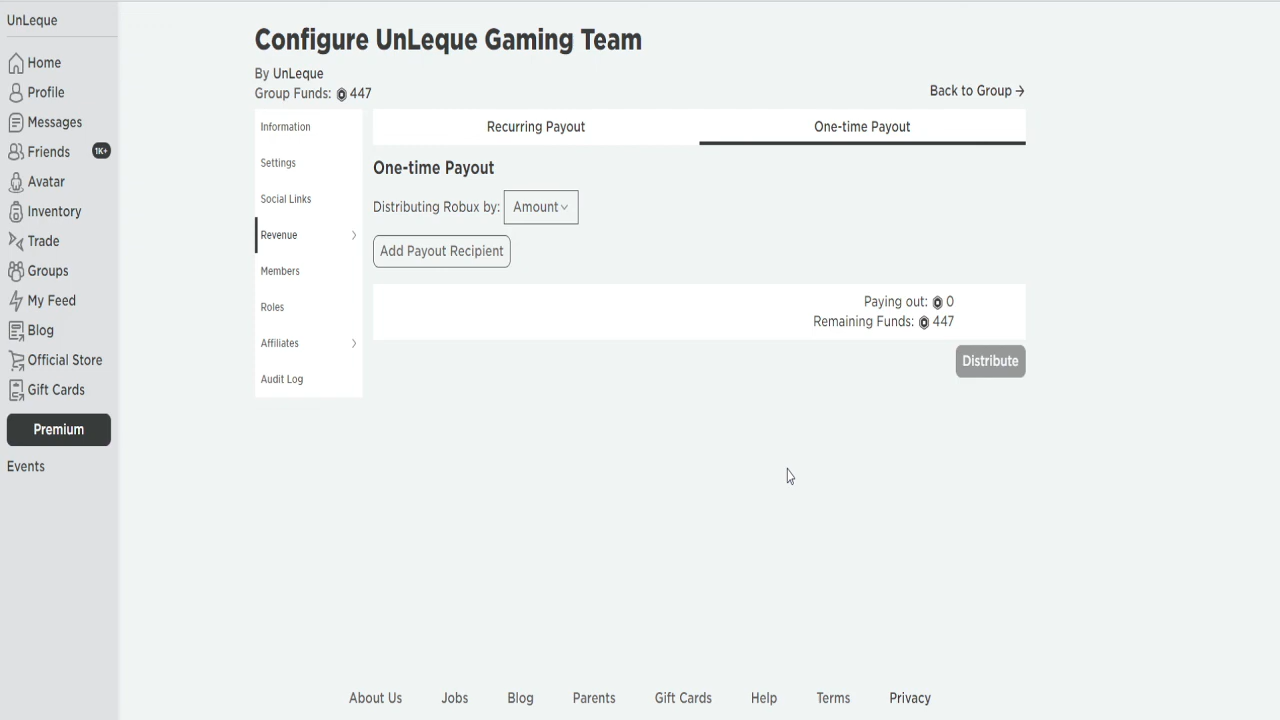 UnLeque
Home
Profile
Messages
Friends 1K+
Avatar
Inventory
Trade
Groups
My Feed
Blog
Official Store
Gift Cards
Premium
Events
Configure UnLeque Gaming Team
By UnLeque
Group Funds: 447
Back to Group →
Information
Settings
Social Links
Revenue
Members
Roles
Affiliates
Audit Log
Recurring Payout
One-time Payout
One-time Payout
Distributing Robux by: Amount
Add Payout Recipient
Paying out: 0
Remaining Funds: 447
Distribute
About Us Jobs Blog Parents Gift Cards Help Terms Privacy